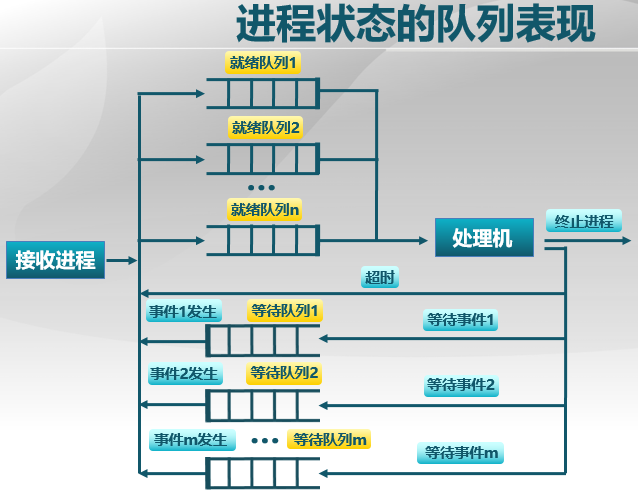 进程状态的队列表现
就绪队列1
就绪队列2
•••
就绪队列n
终止进程
处理机
接收进程
超时
事件1发生
等待队列1
等待事件1
事件2发生
等待队列2
等待事件2
事件m发生
•••
等待队列m
等待事件m